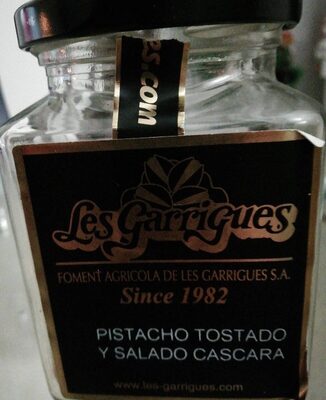 es.com
Les Garrigues
FOMENT AGRICOLA DE LES GARRIGUES S.A.
Since 1982
PISTACHO TOSTADO
Y SALADO CASCARA
www.les-garrigues.com